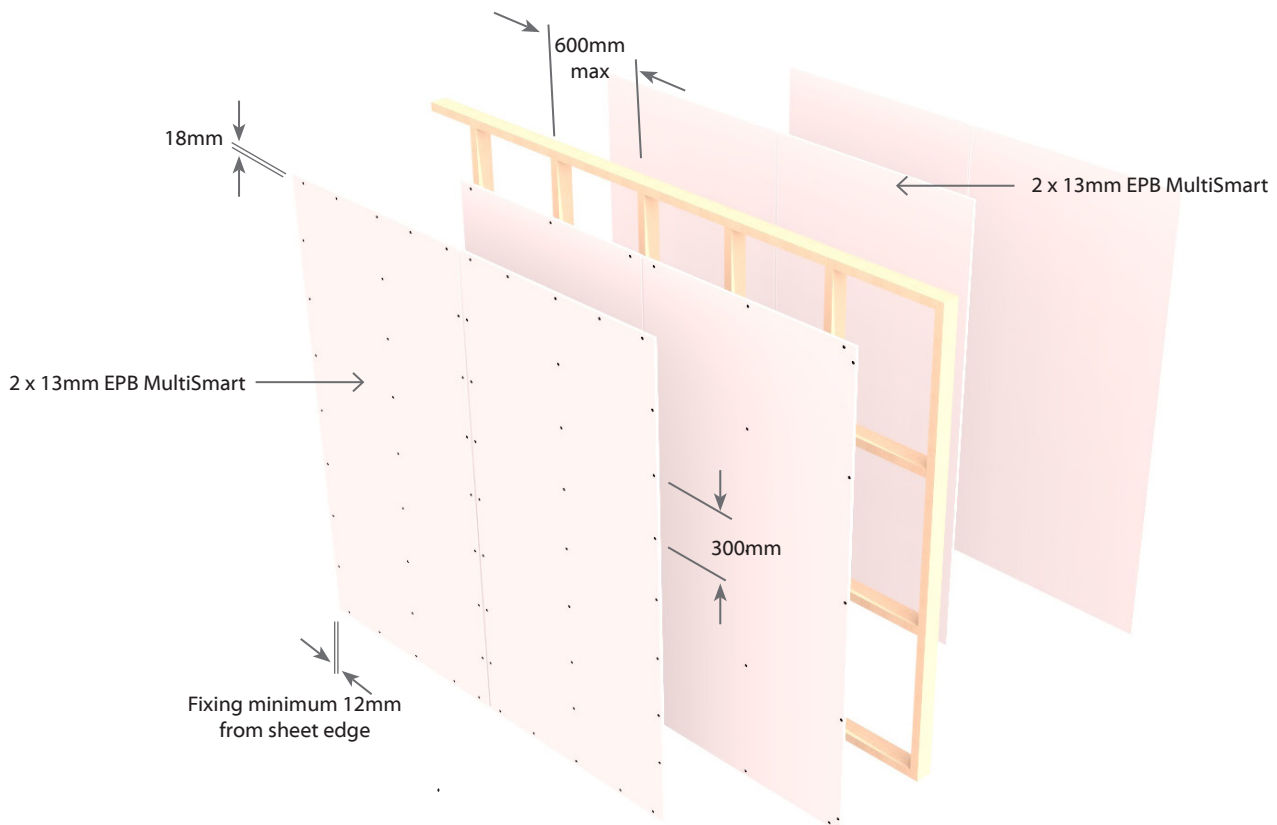 600mm
max
18mm
2 x 13mm EPB MultiSmart
2 x 13mm EPB MultiSmart
300mm
Fixing minimum 12mm
from sheet edge